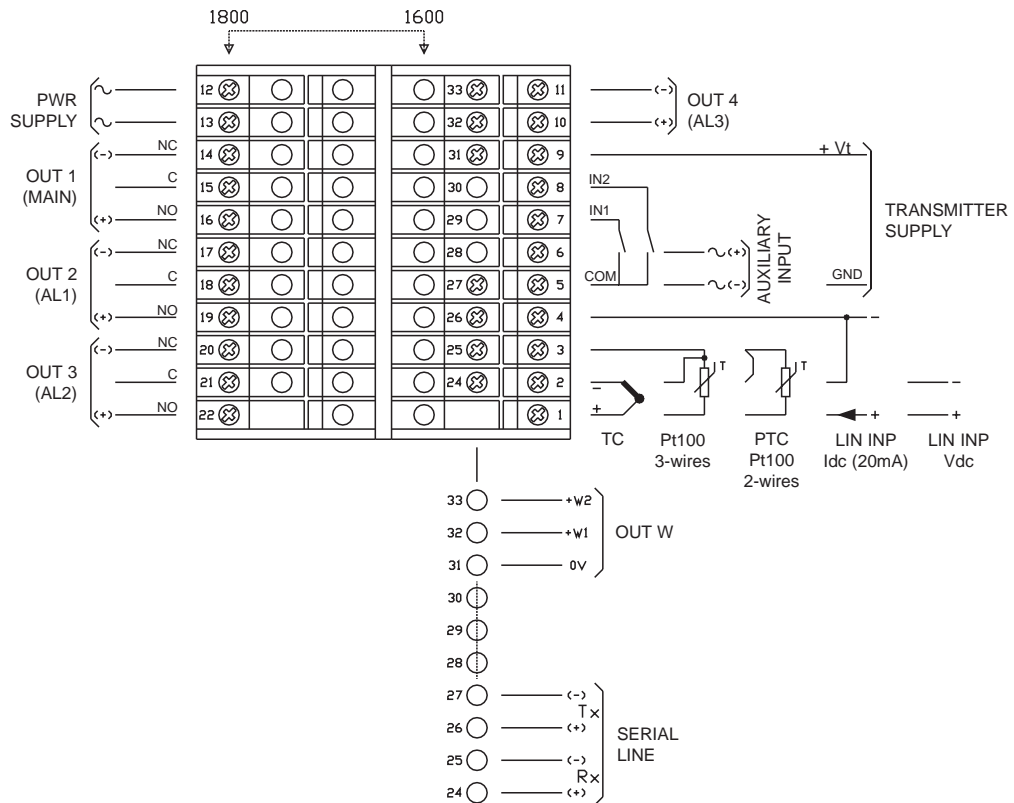 1800 1600
PWR
SUPPLY
12 33 11 (-)
13 32 10 (+)
OUT 4
(AL3)
OUT 1
(MAIN)
(-) NC 14 31 9 + Vt
C 15 30 8 IN2
(+) NO 16 29 7 IN1
TRANSMITTER
SUPPLY
OUT 2
(AL1)
(-) NC 17 28 6 (+)
C 18 27 5 COM (-) GND
(+) NO 19 26 4 −
AUXILIARY
INPUT
OUT 3
(AL2)
(-) NC 20 25 3 T T
C 21 24 2 − −
(+) NO 22 1 + + +
TC
Pt100
3-wires
PTC
Pt100
2-wires
LIN INP
Idc (20mA)
LIN INP
Vdc
33 +W2
32 +W1
31 0V
OUT W
30
29
28
27 (-)
Tx
26 (+)
25 (-)
Rx
24 (+)
SERIAL
LINE